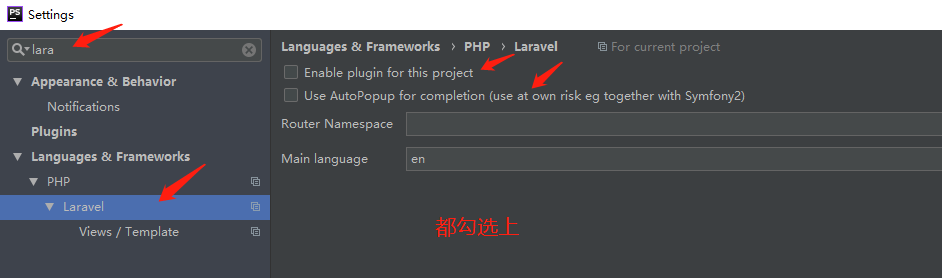 PS Settings
lara
Appearance & Behavior
Notifications
Plugins
Languages & Frameworks
PHP
Laravel
Views / Template
Languages & Frameworks › PHP › Laravel For current project
Enable plugin for this project
Use AutoPopup for completion (use at own risk eg together with Symfony2)
Router Namespace
Main language en
都勾选上